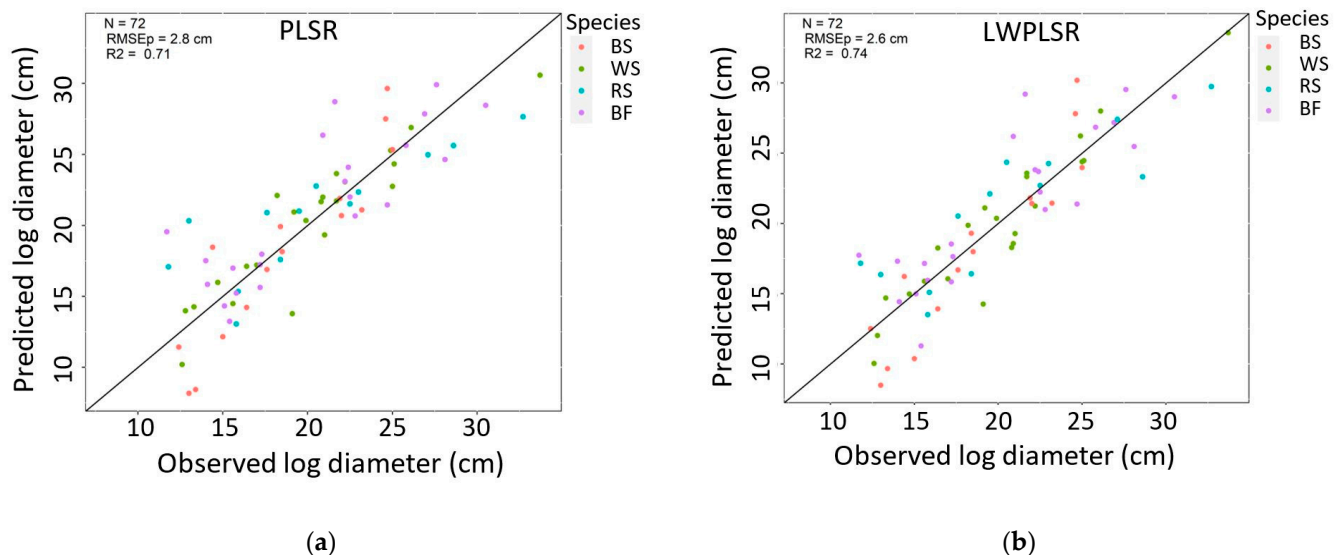 N = 72
RMSEp = 2.8 cm
R2 = 0.71
PLSR
Species
BS
WS
RS
BF
Predicted log diameter (cm)
30
25
20
15
10
10 15 20 25 30
Observed log diameter (cm)
(a)
N = 72
RMSEp = 2.6 cm
R2 = 0.74
LWPLSR
Species
BS
WS
RS
BF
Predicted log diameter (cm)
30
25
20
15
10
10 15 20 25 30
Observed log diameter (cm)
(b)